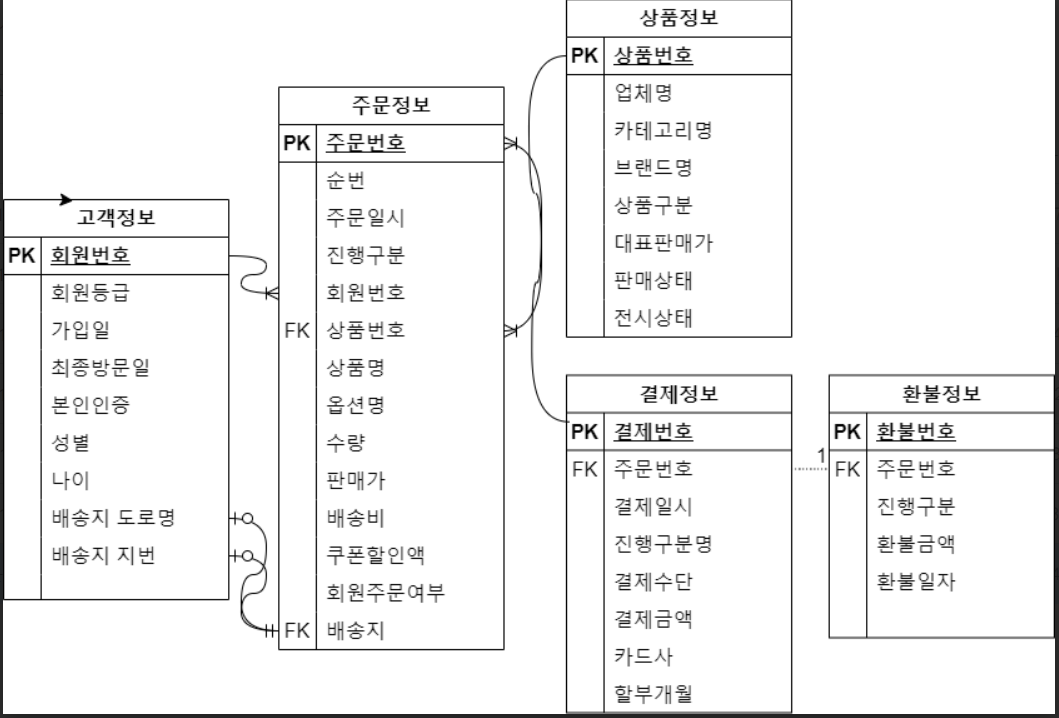 고객정보
PK 회원번호
회원등급
가입일
최종방문일
본인인증
성별
나이
배송지 도로명
배송지 지번
주문정보
PK 주문번호
순번
주문일시
진행구분
회원번호
FK 상품번호
상품명
옵션명
수량
판매가
배송비
쿠폰할인액
회원주문여부
FK 배송지
상품정보
PK 상품번호
업체명
카테고리명
브랜드명
상품구분
대표판매가
판매상태
전시상태
결제정보
PK 결제번호
FK 주문번호
결제일시
진행구분명
결제수단
결제금액
카드사
할부개월
1
환불정보
PK 환불번호
FK 주문번호
진행구분
환불금액
환불일자